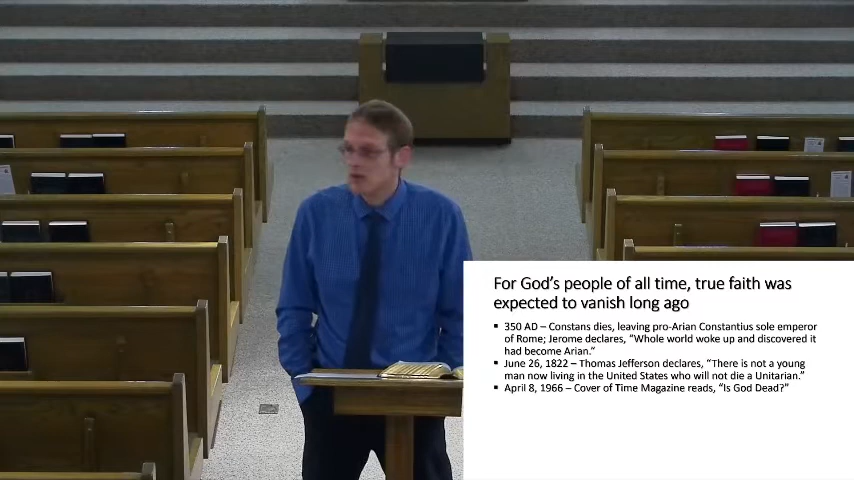 For God's people of all time, true faith was
expected to vanish long ago
▪ 350 AD – Constans dies, leaving pro-Arian Constantius sole emperor
of Rome; Jerome declares, "Whole world woke up and discovered it
had become Arian."
▪ June 26, 1822 – Thomas Jefferson declares, "There is not a young
man now living in the United States who will not die a Unitarian."
▪ April 8, 1966 – Cover of Time Magazine reads, "Is God Dead?"